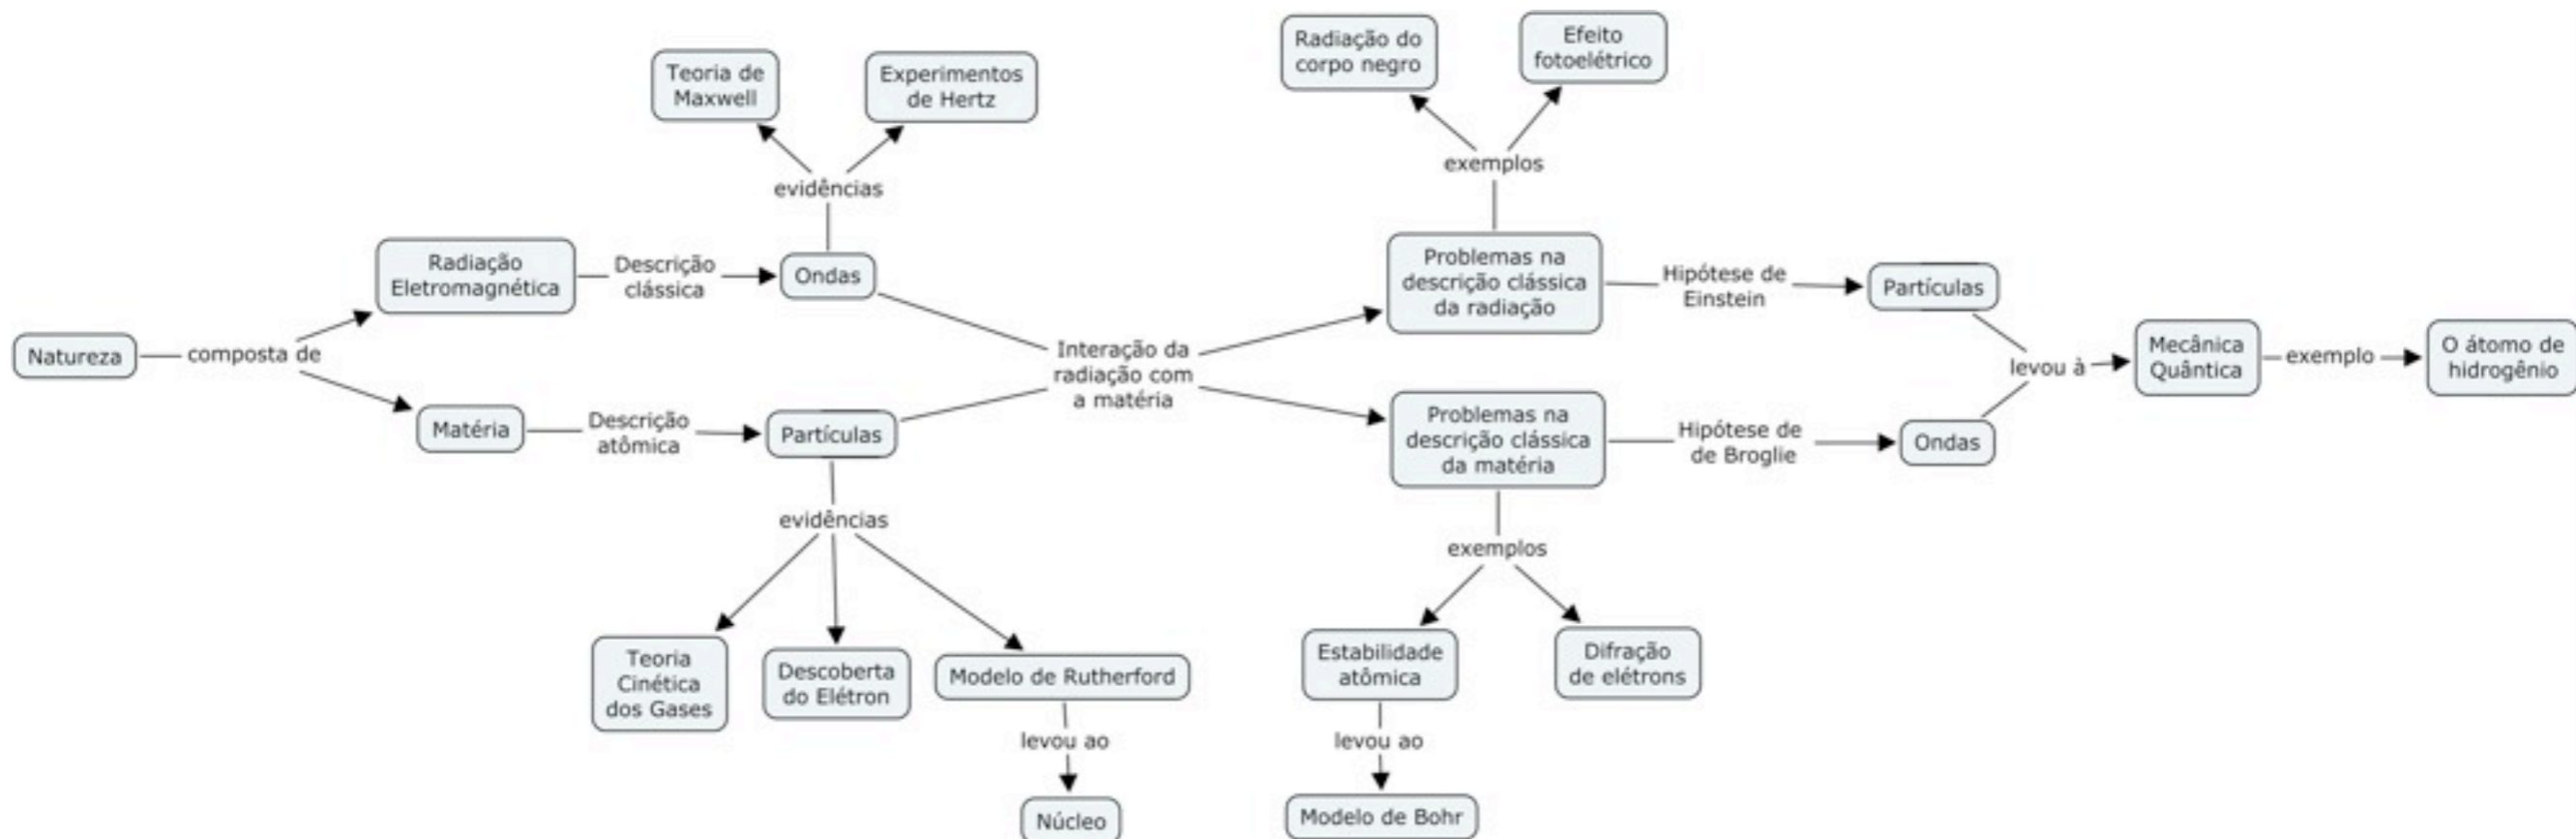 Natureza
composta de
Radiação
Eletromagnética
Descrição
clássica
Ondas
evidências
Teoria de
Maxwell
Experimentos
de Hertz
Matéria
Descrição
atômica
Partículas
evidências
Teoria
Cinética
dos Gases
Descoberta
do Elétron
Modelo de Rutherford
levou ao
Núcleo
Interação da
radiação com
a matéria
Problemas na
descrição clássica
da radiação
exemplos
Radiação do
corpo negro
Efeito
fotoelétrico
Hipótese de
Einstein
Partículas
Problemas na
descrição clássica
da matéria
exemplos
Estabilidade
atômica
levou ao
Modelo de Bohr
Difração
de elétrons
Hipótese de
de Broglie
Ondas
levou à
Mecânica
Quântica
exemplo
O átomo de
hidrogênio